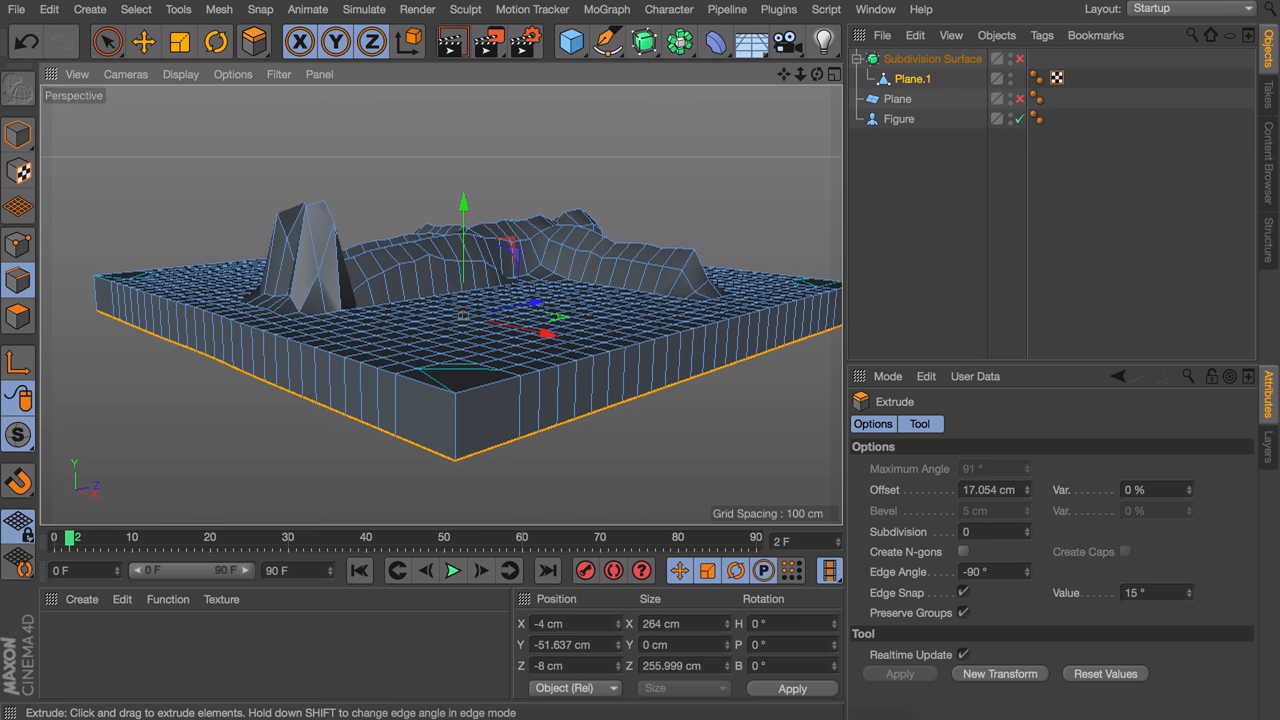 File Edit Create Select Tools Mesh Snap Animate Simulate Render Sculpt Motion Tracker MoGraph Character Pipeline Plugins Script Window Help Layout: Startup
X Y Z
File Edit View Objects Tags Bookmarks
View Cameras Display Options Filter Panel
Perspective
Subdivision Surface
Plane.1
Plane
Figure
Objects
Takes
Content Browser
Structure
Y
Z
X
Grid Spacing : 100 cm
Mode Edit User Data
Attributes
Layers
Extrude
Options Tool
Options
Maximum Angle 91 °
Offset 17.054 cm Var. 0 %
Bevel 5 cm Var. 0 %
Subdivision 0
Create N-gons Create Caps
Edge Angle -90 °
Edge Snap Value 15 °
Preserve Groups
Tool
Realtime Update
Apply New Transform Reset Values
S
0 2 10 20 30 40 50 60 70 80 90 2 F
0 F 0 F 90 F 90 F ? P
Create Edit Function Texture
Position Size Rotation
X -4 cm X 264 cm H 0 °
Y -51.637 cm Y 0 cm P 0 °
Z -8 cm Z 255.999 cm B 0 °
Object (Rel) Size Apply
MAXON CINEMA 4D
Extrude: Click and drag to extrude elements. Hold down SHIFT to change edge angle in edge mode